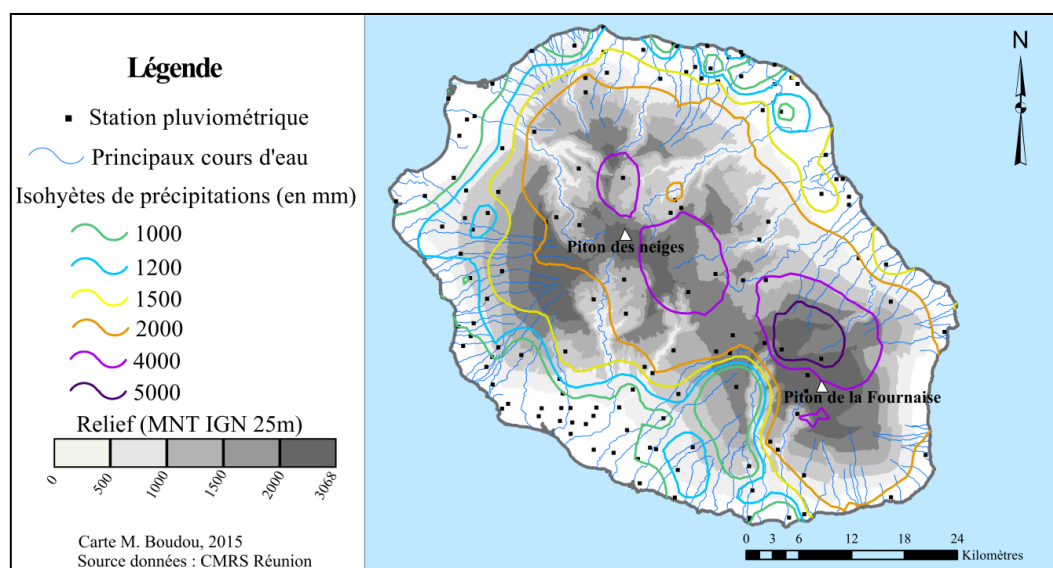 Légende
Station pluviométrique
Principaux cours d'eau
Isohyètes de précipitations (en mm)
1000
1200
1500
2000
4000
5000
Relief (MNT IGN 25m)
0 500 1000 1500 2000 3068
Carte M. Boudou, 2015
Source données : CMRS Réunion
N
Piton des neiges
Piton de la Fournaise
0 3 6 12 18 24
Kilomètres